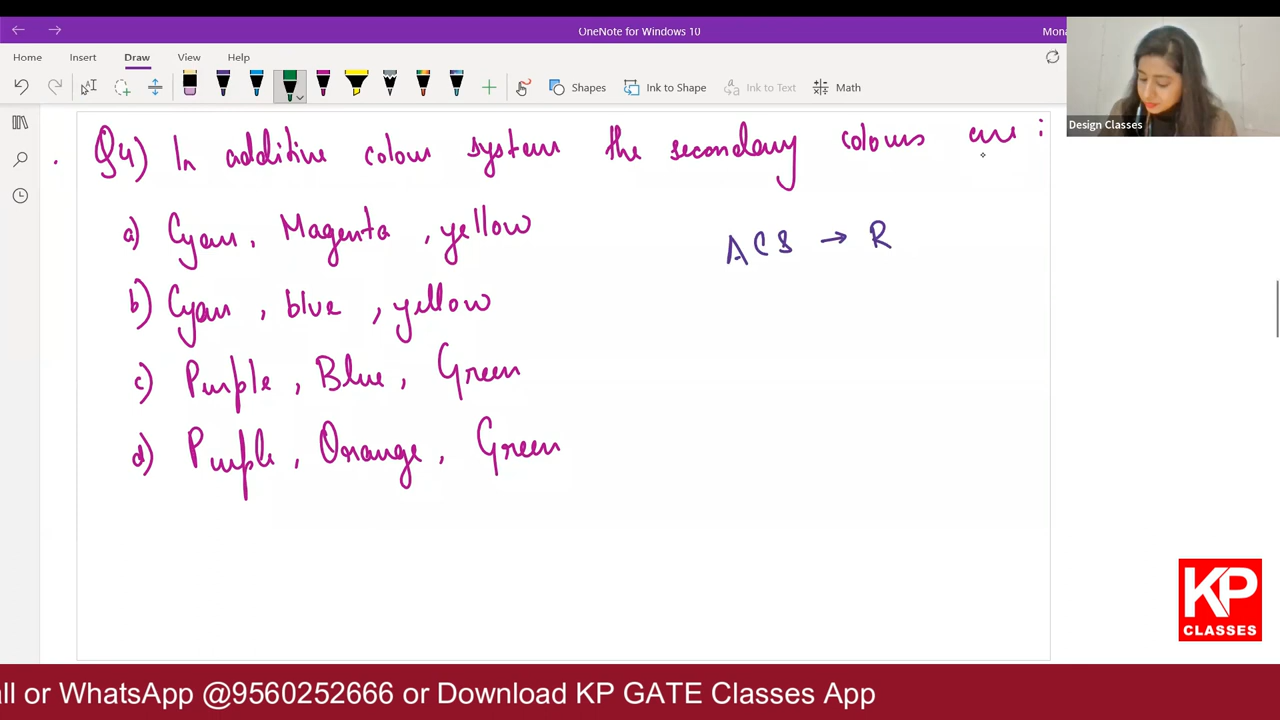 OneNote for Windows 10
Mona
Home Insert Draw View Help
Shapes Ink to Shape Ink to Text Math
Design Classes
Q4) In additive colour system the secondary colours are :
a) Cyan, Magenta, yellow
ACS → R
b) Cyan, blue, yellow
c) Purple, Blue, Green
d) Purple, Orange, Green
KP
CLASSES
all or WhatsApp @9560252666 or Download KP GATE Classes App